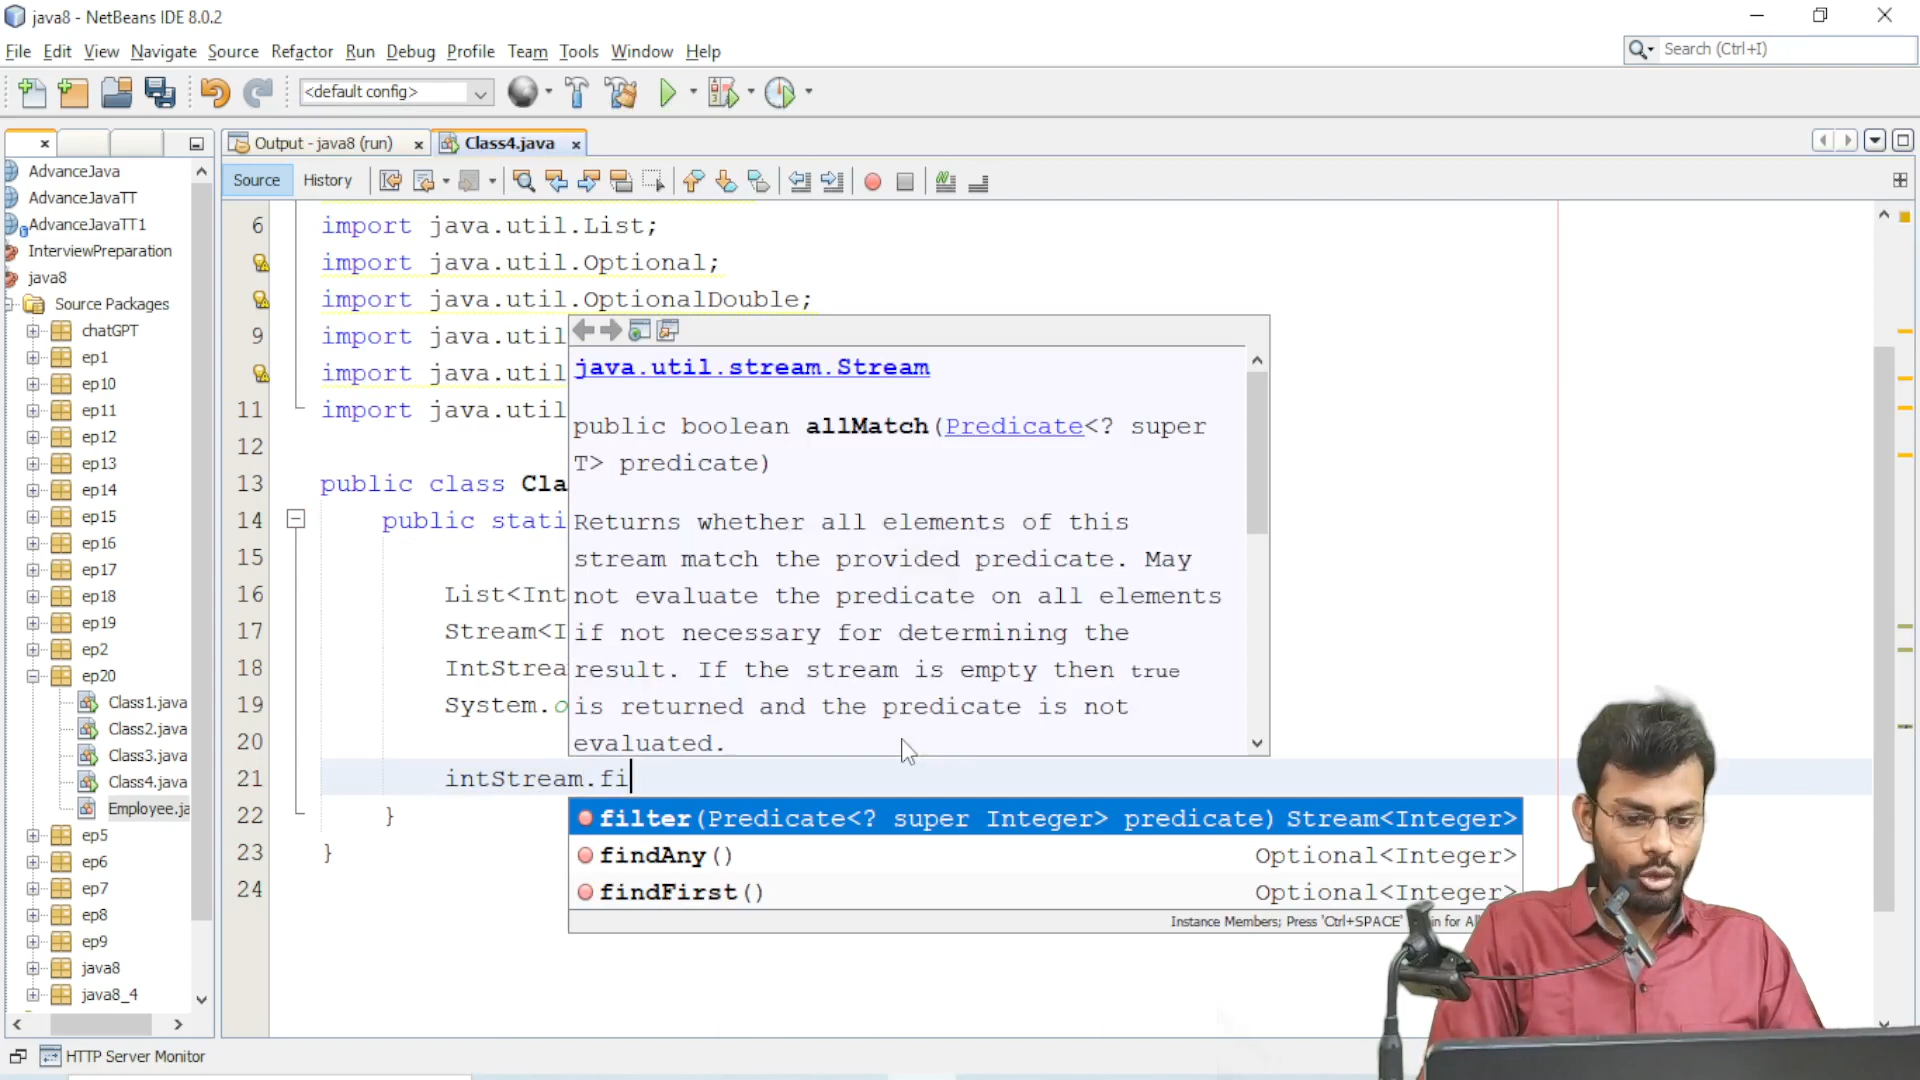 java8 - NetBeans IDE 8.0.2
File Edit View Navigate Source Refactor Run Debug Profile Team Tools Window Help
Search (Ctrl+I)
<default config>
Output - java8 (run)
Class4.java
Source History
AdvanceJava
AdvanceJavaTT
AdvanceJavaTT1
InterviewPreparation
java8
Source Packages
chatGPT
ep1
ep10
ep11
ep12
ep13
ep14
ep15
ep16
ep17
ep18
ep19
ep2
ep20
Class1.java
Class2.java
Class3.java
Class4.java
Employee.ja
ep5
ep6
ep7
ep8
ep9
java8
java8_4
6 import java.util.List;
import java.util.Optional;
import java.util.OptionalDouble;
9 import java.util
import java.util
11 import java.util
12
13 public class Cla
14 public stati
15
16 List<Int
17 Stream<I
18 IntStrea
19 System.o
20
21 intStream.fi
22 }
23 }
24
java.util.stream.Stream
public boolean allMatch(Predicate<? super
T> predicate)
Returns whether all elements of this
stream match the provided predicate. May
not evaluate the predicate on all elements
if not necessary for determining the
result. If the stream is empty then true
is returned and the predicate is not
evaluated.
filter(Predicate<? super Integer> predicate) Stream<Integer>
findAny() Optional<Integer>
findFirst() Optional<Integer>
Instance Members; Press 'Ctrl+SPACE' in for Al
HTTP Server Monitor